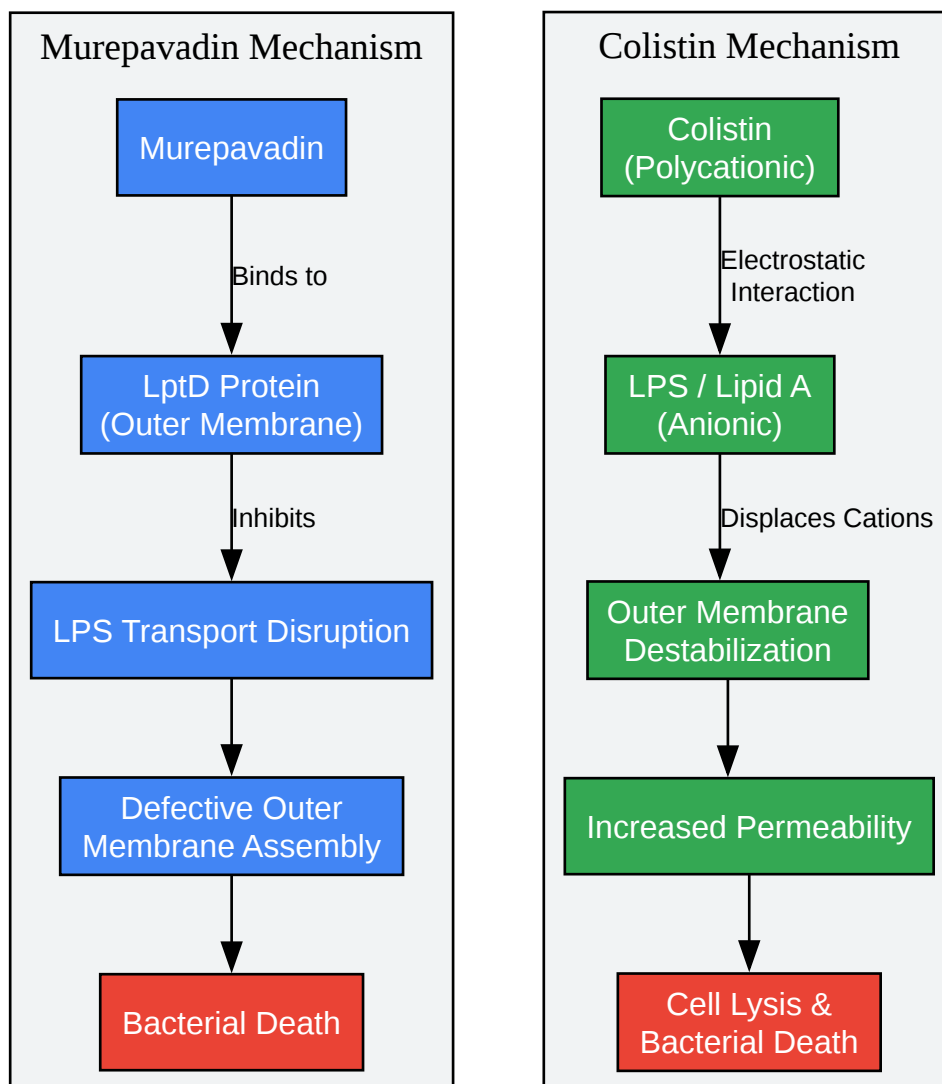 Murepavadin Mechanism
Murepavadin
Binds to
LptD Protein
(Outer Membrane)
Inhibits
LPS Transport Disruption
Defective Outer
Membrane Assembly
Bacterial Death
Colistin Mechanism
Colistin
(Polycationic)
Electrostatic
Interaction
LPS / Lipid A
(Anionic)
Displaces Cations
Outer Membrane
Destabilization
Increased Permeability
Cell Lysis &
Bacterial Death